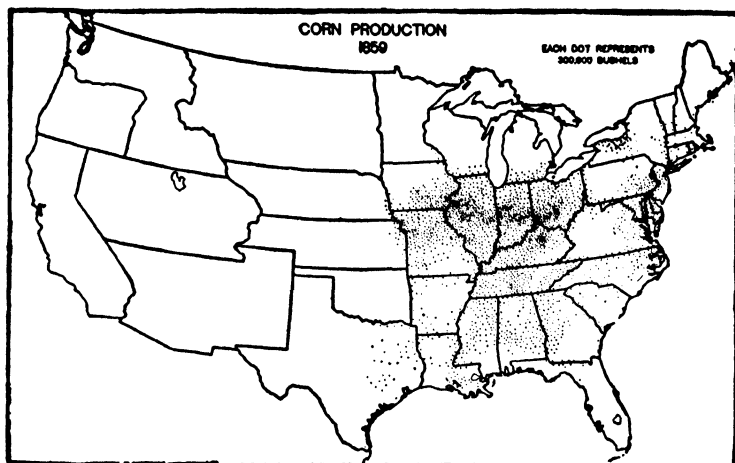 CORN PRODUCTION
1859
EACH DOT REPRESENTS
300,000 BUSHELS